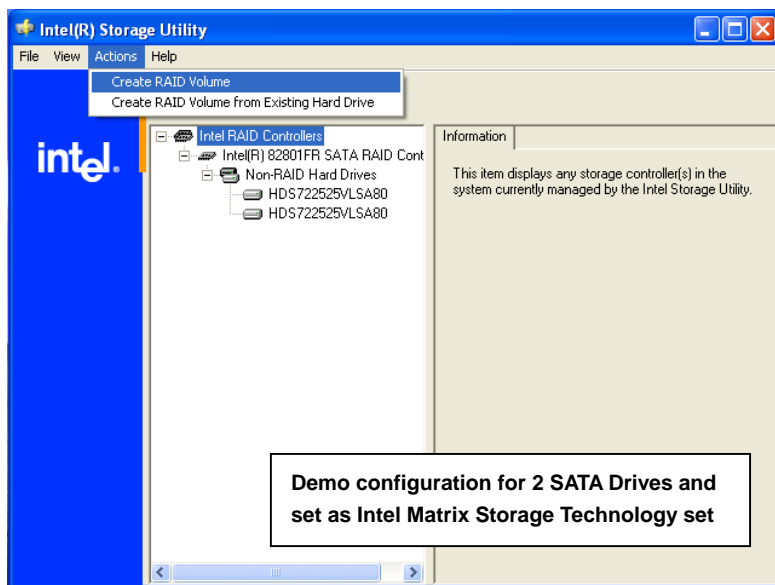 Intel(R) Storage Utility
File View Actions Help
Create RAID Volume
Create RAID Volume from Existing Hard Drive
intel.
Intel RAID Controllers
Intel(R) 82801FR SATA RAID Cont
Non-RAID Hard Drives
HDS722525VLSA80
HDS722525VLSA80
Information
This item displays any storage controller(s) in the
system currently managed by the Intel Storage Utility.
Demo configuration for 2 SATA Drives and
set as Intel Matrix Storage Technology set